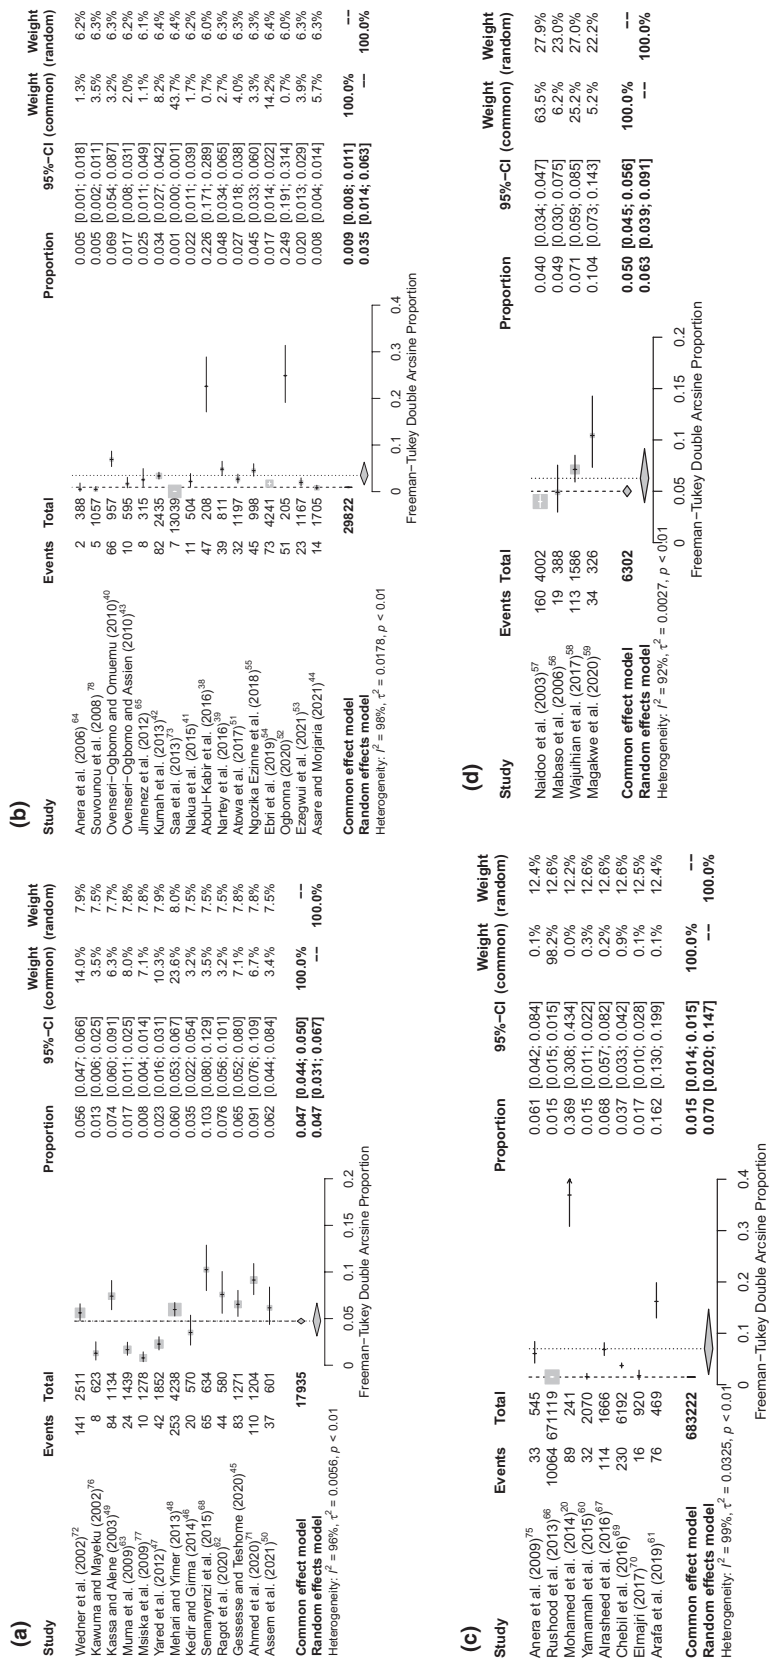 (a)
Study Events Total Proportion 95%−CI Weight (common) Weight (random)
Wedner et al. (2002)72 141 2511 0.056 [0.047; 0.066] 14.0% 7.9%
Kawuma and Mayeku (2002)76 8 623 0.013 [0.006; 0.025] 3.5% 7.5%
Kassa and Alene (2003)49 84 1134 0.074 [0.060; 0.091] 6.3% 7.7%
Muma et al. (2009)63 24 1439 0.017 [0.011; 0.025] 8.0% 7.8%
Msiska et al. (2009)77 10 1278 0.008 [0.004; 0.014] 7.1% 7.8%
Yared et al. (2012)47 42 1852 0.023 [0.016; 0.031] 10.3% 7.9%
Mehari and Yimer (2013)48 253 4238 0.060 [0.053; 0.067] 23.6% 8.0%
Kedir and Girma (2014)46 20 570 0.035 [0.022; 0.054] 3.2% 7.5%
Semanyenzi et al. (2015)68 65 634 0.103 [0.080; 0.129] 3.5% 7.5%
Ragot et al. (2020)62 44 580 0.076 [0.056; 0.101] 3.2% 7.5%
Gessesse and Teshome (2020)45 83 1271 0.065 [0.052; 0.080] 7.1% 7.8%
Ahmed et al. (2020)71 110 1204 0.091 [0.076; 0.109] 6.7% 7.8%
Assem et al. (2021)50 37 601 0.062 [0.044; 0.084] 3.4% 7.5%
Common effect model 17935 0.047 [0.044; 0.050] 100.0% −−
Random effects model 0.047 [0.031; 0.067] −− 100.0%
Heterogeneity: I2 = 96%, τ2 = 0.0056, p < 0.01
0 0.05 0.1 0.15 0.2
Freeman−Tukey Double Arcsine Proportion
(b)
Study Events Total Proportion 95%−CI Weight (common) Weight (random)
Anera et al. (2006) 64 2 388 0.005 [0.001; 0.018] 1.3% 6.2%
Souvounou et al. (2008) 78 5 1057 0.005 [0.002; 0.011] 3.5% 6.3%
Ovenseri−Ogbomo and Omuemu (2010)40 66 957 0.069 [0.054; 0.087] 3.2% 6.3%
Ovenseri−Ogbomo and Assien (2010)43 10 595 0.017 [0.008; 0.031] 2.0% 6.2%
Jimenez et al. (2012) 65 8 315 0.025 [0.011; 0.049] 1.1% 6.1%
Kumah et al. (2013)42 82 2435 0.034 [0.027; 0.042] 8.2% 6.4%
Saa et al. (2013)73 7 13039 0.001 [0.000; 0.001] 43.7% 6.4%
Nakua et al. (2015)41 11 504 0.022 [0.011; 0.039] 1.7% 6.2%
Abdul−Kabir et al. (2016)38 47 208 0.226 [0.171; 0.289] 0.7% 6.0%
Nartey et al. (2016)39 39 811 0.048 [0.034; 0.065] 2.7% 6.3%
Atowa et al. (2017)51 32 1197 0.027 [0.018; 0.038] 4.0% 6.3%
Ngozika Ezinne et al. (2018)55 45 998 0.045 [0.033; 0.060] 3.3% 6.3%
Ebri et al. (2019)54 73 4241 0.017 [0.014; 0.022] 14.2% 6.4%
Ogbonna (2020)52 51 205 0.249 [0.191; 0.314] 0.7% 6.0%
Ezegwui et al. (2021)53 23 1167 0.020 [0.013; 0.029] 3.9% 6.3%
Asare and Morjaria (2021)44 14 1705 0.008 [0.004; 0.014] 5.7% 6.3%
Common effect model 29822 0.009 [0.008; 0.011] 100.0% −−
Random effects model 0.035 [0.014; 0.063] −− 100.0%
Heterogeneity: I2 = 98%, τ2 = 0.0178, p < 0.01
0 0.1 0.2 0.3 0.4
Freeman−Tukey Double Arcsine Proportion
(c)
Study Events Total Proportion 95%−CI Weight (common) Weight (random)
Anera et al. (2009)75 33 545 0.061 [0.042; 0.084] 0.1% 12.4%
Rushood et al. (2013)66 10064 671119 0.015 [0.015; 0.015] 98.2% 12.6%
Mohamed et al. (2014)20 89 241 0.369 [0.308; 0.434] 0.0% 12.2%
Yamamah et al. (2015)60 32 2070 0.015 [0.011; 0.022] 0.3% 12.6%
Alrasheed et al. (2016)67 114 1666 0.068 [0.057; 0.082] 0.2% 12.6%
Chebil et al. (2016)69 230 6192 0.037 [0.033; 0.042] 0.9% 12.6%
Elmajri (2017)70 16 920 0.017 [0.010; 0.028] 0.1% 12.5%
Arafa et al. (2019)61 76 469 0.162 [0.130; 0.199] 0.1% 12.4%
Common effect model 683222 0.015 [0.014; 0.015] 100.0% −−
Random effects model 0.070 [0.020; 0.147] −− 100.0%
Heterogeneity: I2 = 99%, τ2 = 0.0325, p < 0.01
0 0.1 0.2 0.3 0.4
Freeman−Tukey Double Arcsine Proportion
(d)
Study Events Total Proportion 95%−CI Weight (common) Weight (random)
Naidoo et al. (2003)57 160 4002 0.040 [0.034; 0.047] 63.5% 27.9%
Mabaso et al. (2006)56 19 388 0.049 [0.030; 0.075] 6.2% 23.0%
Wajuihian et al. (2017)58 113 1586 0.071 [0.059; 0.085] 25.2% 27.0%
Magakwe et al. (2020)59 34 326 0.104 [0.073; 0.143] 5.2% 22.2%
Common effect model 6302 0.050 [0.045; 0.056] 100.0% −−
Random effects model 0.063 [0.039; 0.091] −− 100.0%
Heterogeneity: I2 = 92%, τ2 = 0.0027, p < 0.01
0 0.05 0.1 0.15 0.2
Freeman−Tukey Double Arcsine Proportion